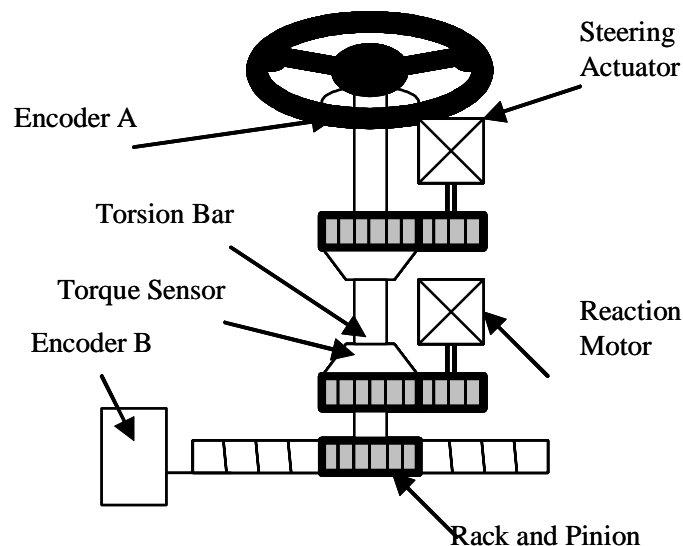 Steering
Actuator
Encoder A
Torsion Bar
Torque Sensor
Encoder B
Reaction
Motor
Rack and Pinion